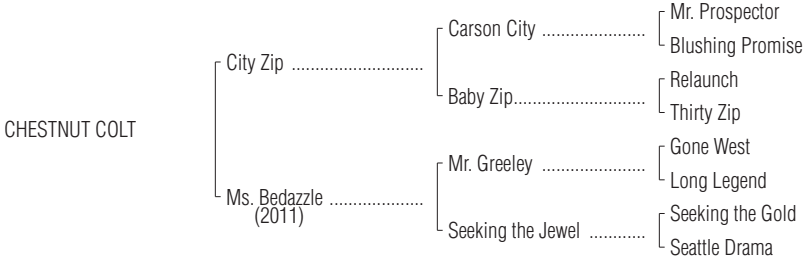 Mr. Prospector
Carson City ......................
Blushing Promise
City Zip ............................
Relaunch
Baby Zip............................
Thirty Zip
CHESTNUT COLT
Gone West
Mr. Greeley ......................
Long Legend
Ms. Bedazzle ....................
(2011)
Seeking the Gold
Seeking the Jewel ............
Seattle Drama